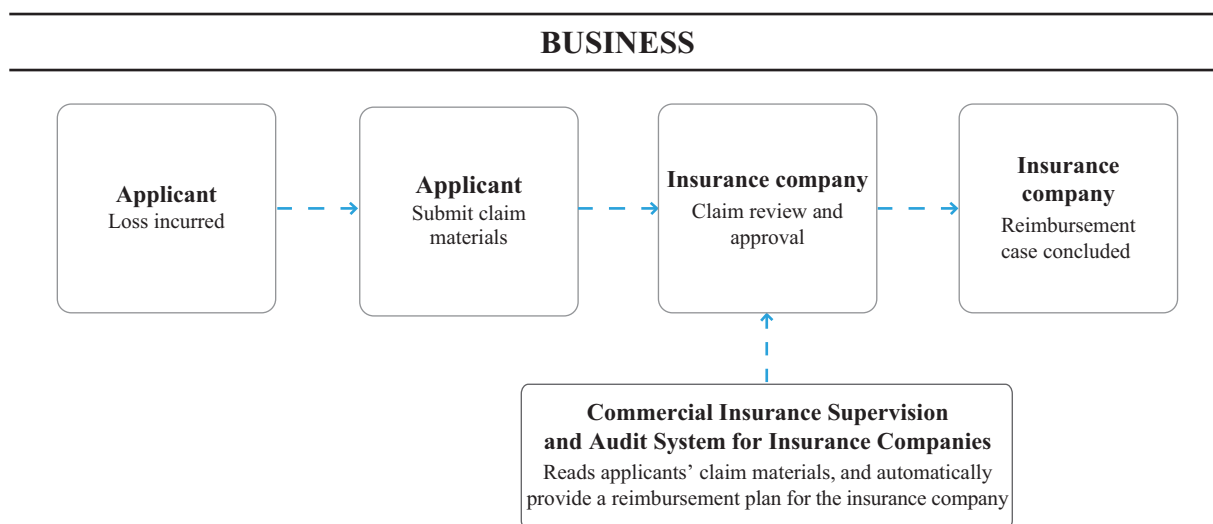 BUSINESS
Applicant
Loss incurred
Applicant
Submit claim
materials
Insurance company
Claim review and
approval
Insurance
company
Reimbursement
case concluded
Commercial Insurance Supervision
and Audit System for Insurance Companies
Reads applicants’ claim materials, and automatically
provide a reimbursement plan for the insurance company